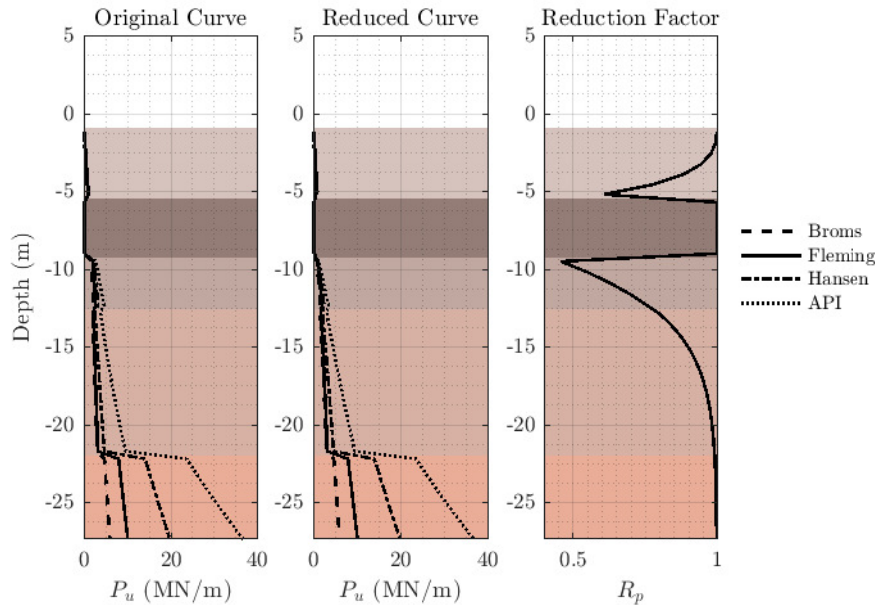 Original Curve
Reduced Curve
Reduction Factor
5
0
-5
-10
-15
-20
-25
5
0
-5
-10
-15
-20
-25
5
0
-5
-10
-15
-20
-25
Depth (m)
0
20
40
0
20
40
0.5
1
P_u (MN/m)
P_u (MN/m)
R_p
Broms
Fleming
Hansen
API